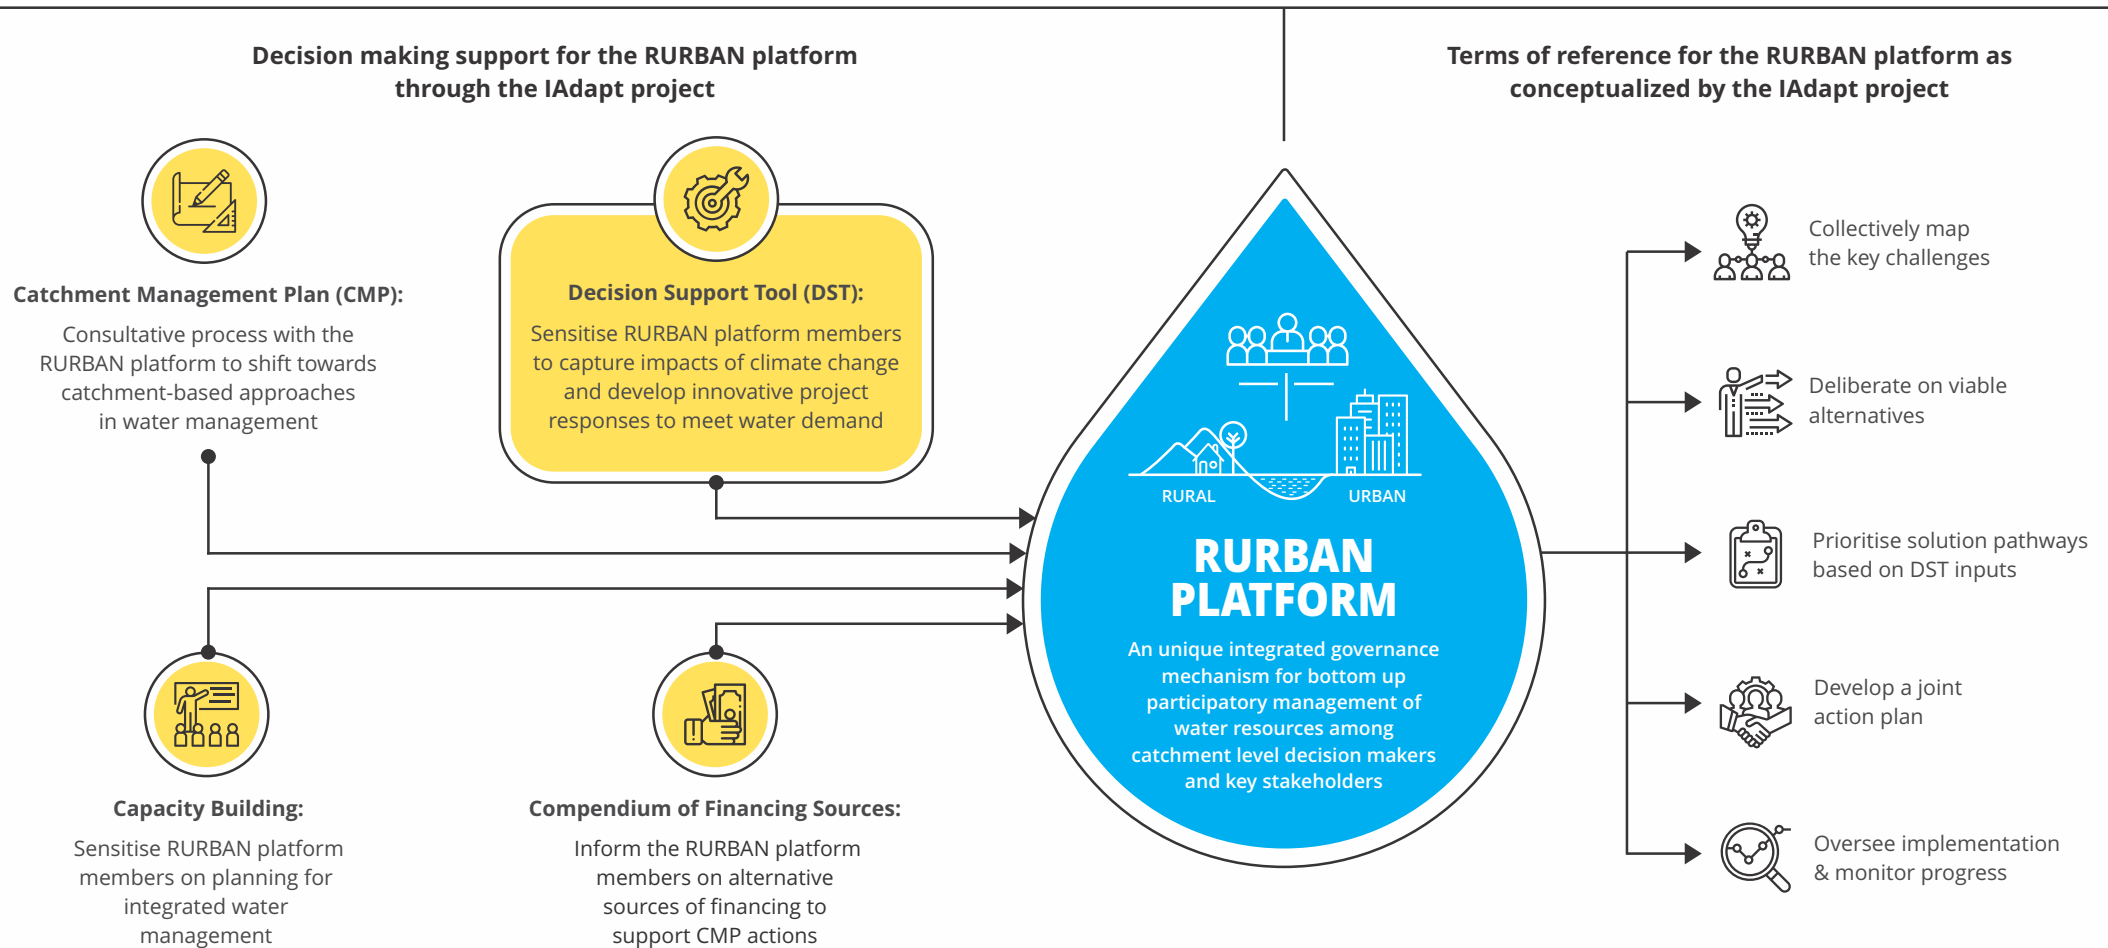 Decision making support for the RURBAN platform
through the IAdapt project
Catchment Management Plan (CMP):
Consultative process with the
RURBAN platform to shift towards
catchment-based approaches
in water management
Decision Support Tool (DST):
Sensitise RURBAN platform members
to capture impacts of climate change
and develop innovative project
responses to meet water demand
Capacity Building:
Sensitise RURBAN platform
members on planning for
integrated water
management
Compendium of Financing Sources:
Inform the RURBAN platform
members on alternative
sources of financing to
support CMP actions
RURAL
URBAN
RURBAN
PLATFORM
An unique integrated governance
mechanism for bottom up
participatory management of
water resources among
catchment level decision makers
and key stakeholders
Terms of reference for the RURBAN platform as
conceptualized by the IAdapt project
Collectively map
the key challenges
Deliberate on viable
alternatives
Prioritise solution pathways
based on DST inputs
Develop a joint
action plan
Oversee implementation
& monitor progress